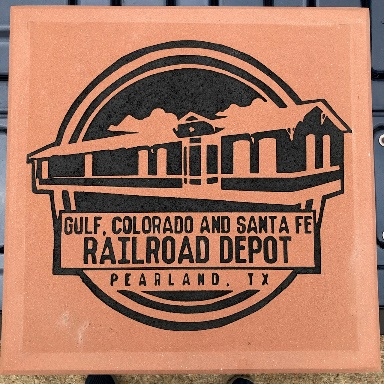 GULF, COLORADO AND SANTA FE
RAILROAD DEPOT
PEARLAND, TX